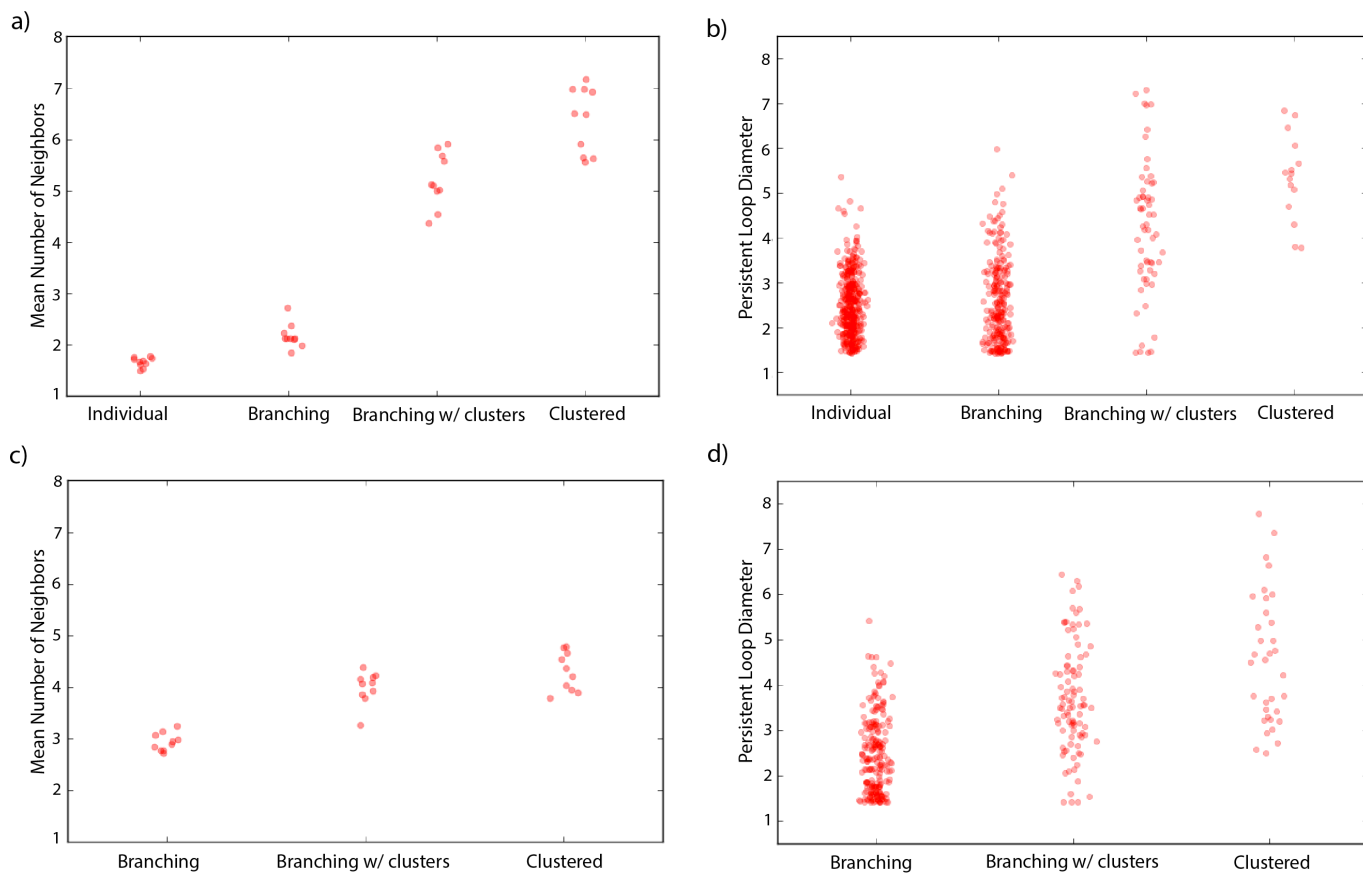 a)
8
7
6
5
4
3
2
1
Mean Number of Neighbors
Individual Branching Branching w/ clusters Clustered
b)
8
7
6
5
4
3
2
1
Persistent Loop Diameter
Individual Branching Branching w/ clusters Clustered
c)
8
7
6
5
4
3
2
1
Mean Number of Neighbors
Branching Branching w/ clusters Clustered
d)
8
7
6
5
4
3
2
1
Persistent Loop Diameter
Branching Branching w/ clusters Clustered